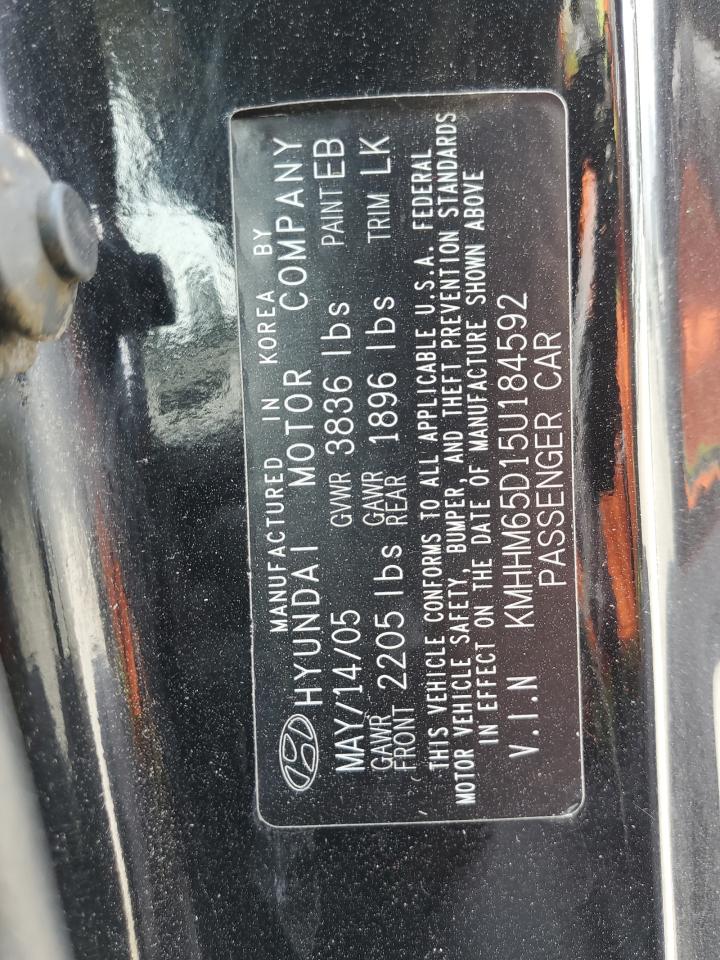 MANUFACTURED IN KOREA BY
HYUNDAI MOTOR COMPANY
MAY/14/05 GVWR 3836 lbs PAINT EB
GAWR FRONT 2205 lbs GAWR REAR 1896 lbs TRIM LK
THIS VEHICLE CONFORMS TO ALL APPLICABLE U.S.A. FEDERAL
MOTOR VEHICLE SAFETY, BUMPER, AND THEFT PREVENTION STANDARDS
IN EFFECT ON THE DATE OF MANUFACTURE SHOWN ABOVE
V.I.N KMHHM65D15U184592
PASSENGER CAR